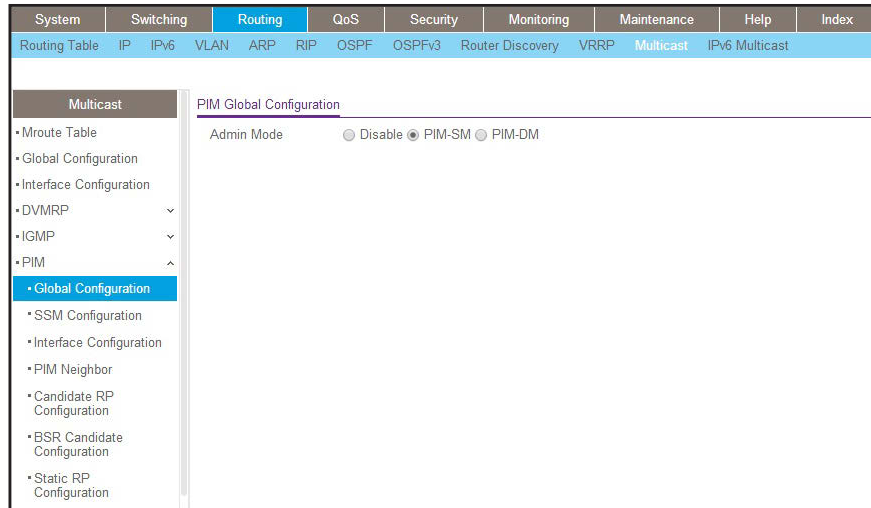 System Switching Routing QoS Security Monitoring Maintenance Help Index
Routing Table IP IPv6 VLAN ARP RIP OSPF OSPFv3 Router Discovery VRRP Multicast IPv6 Multicast
Multicast
Mroute Table
Global Configuration
Interface Configuration
DVMRP
IGMP
PIM
Global Configuration
SSM Configuration
Interface Configuration
PIM Neighbor
Candidate RP
Configuration
BSR Candidate
Configuration
Static RP
Configuration
PIM Global Configuration
Admin Mode Disable PIM-SM PIM-DM